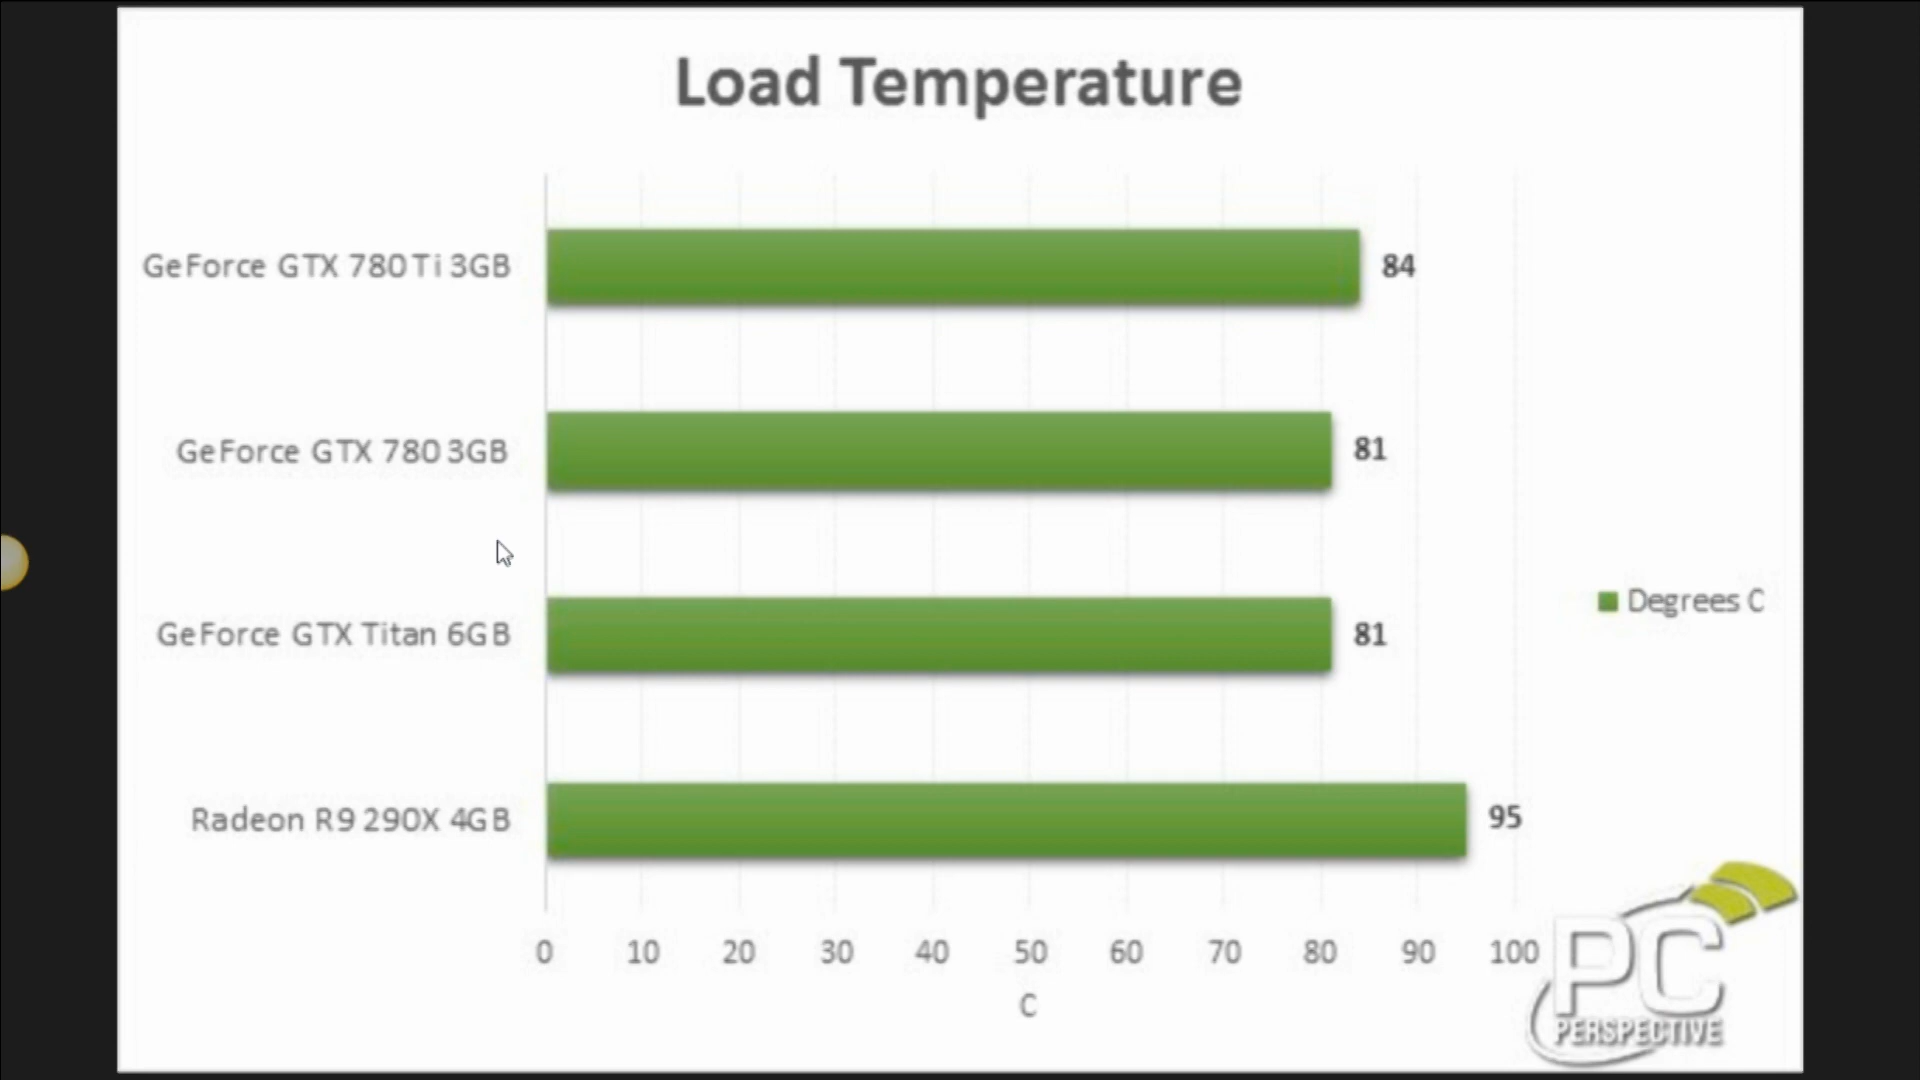 Load Temperature
GeForce GTX 780 Ti 3GB
84
GeForce GTX 780 3GB
81
GeForce GTX Titan 6GB
81
Radeon R9 290X 4GB
95
Degrees C
0 10 20 30 40 50 60 70 80 90 100
C
PC
PERSPECTIVE